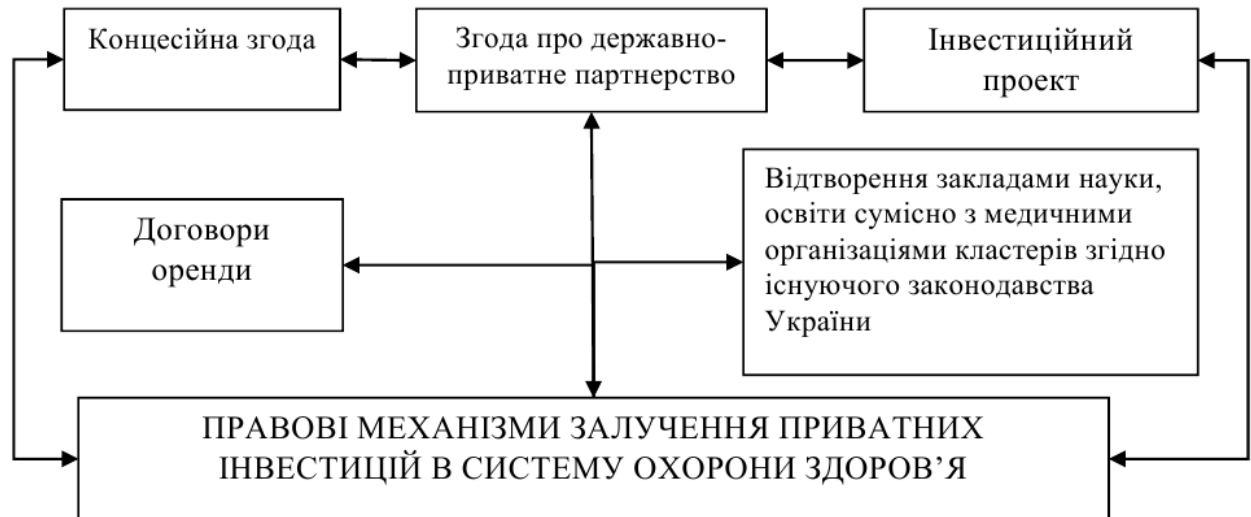 Концесійна згода
Згода про державно-
приватне партнерство
Інвестиційний
проект
Договори
оренди
Відтворення закладами науки,
освіти сумісно з медичними
організаціями кластерів згідно
існуючого законодавства
України
ПРАВОВІ МЕХАНІЗМИ ЗАЛУЧЕННЯ ПРИВАТНИХ
ІНВЕСТИЦІЙ В СИСТЕМУ ОХОРОНИ ЗДОРОВ’Я